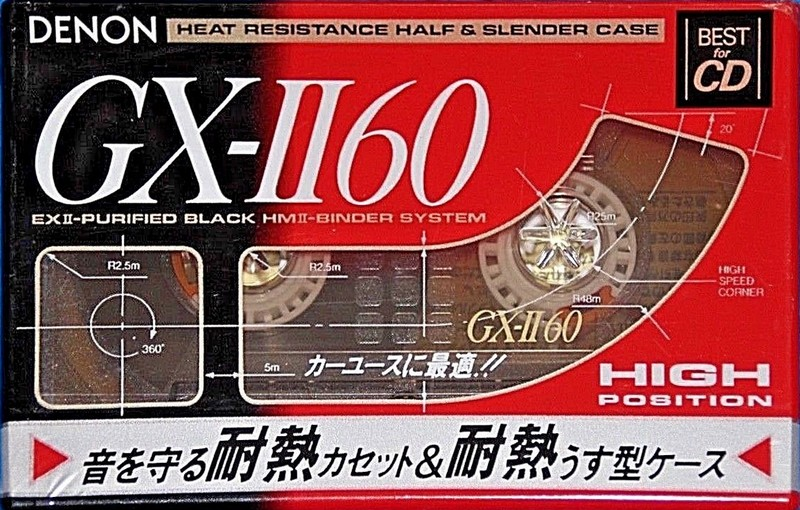 DENON
HEAT RESISTANCE HALF & SLENDER CASE
BEST
for
CD
GX-II60
EXII-PURIFIED BLACK HMII-BINDER SYSTEM
20°
R25m
R2.5m
R2.5m
HIGH
SPEED
CORNER
R48m
GX-II60
360°
5m
カーユースに最適!!
HIGH
POSITION
音を守る耐熱カセット&耐熱うす型ケース